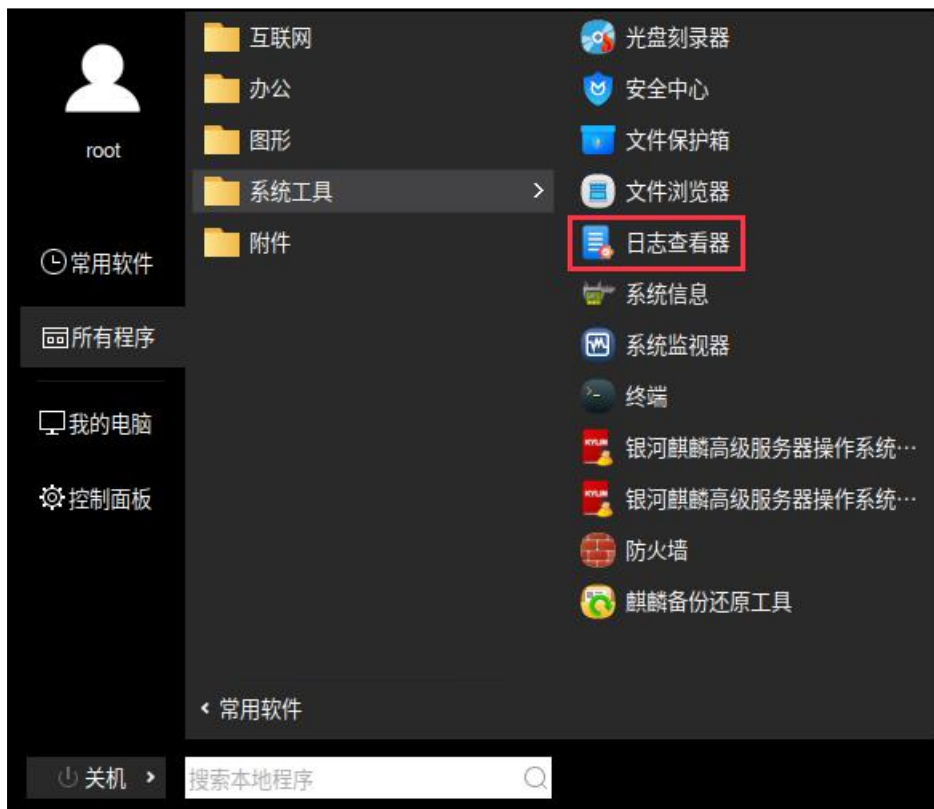 root
常用软件
所有程序
我的电脑
控制面板
关机
互联网
办公
图形
系统工具
附件
常用软件
搜索本地程序
光盘刻录器
安全中心
文件保护箱
文件浏览器
日志查看器
系统信息
系统监视器
终端
KYLIN
银河麒麟高级服务器操作系统…
KYLIN
银河麒麟高级服务器操作系统…
防火墙
麒麟备份还原工具